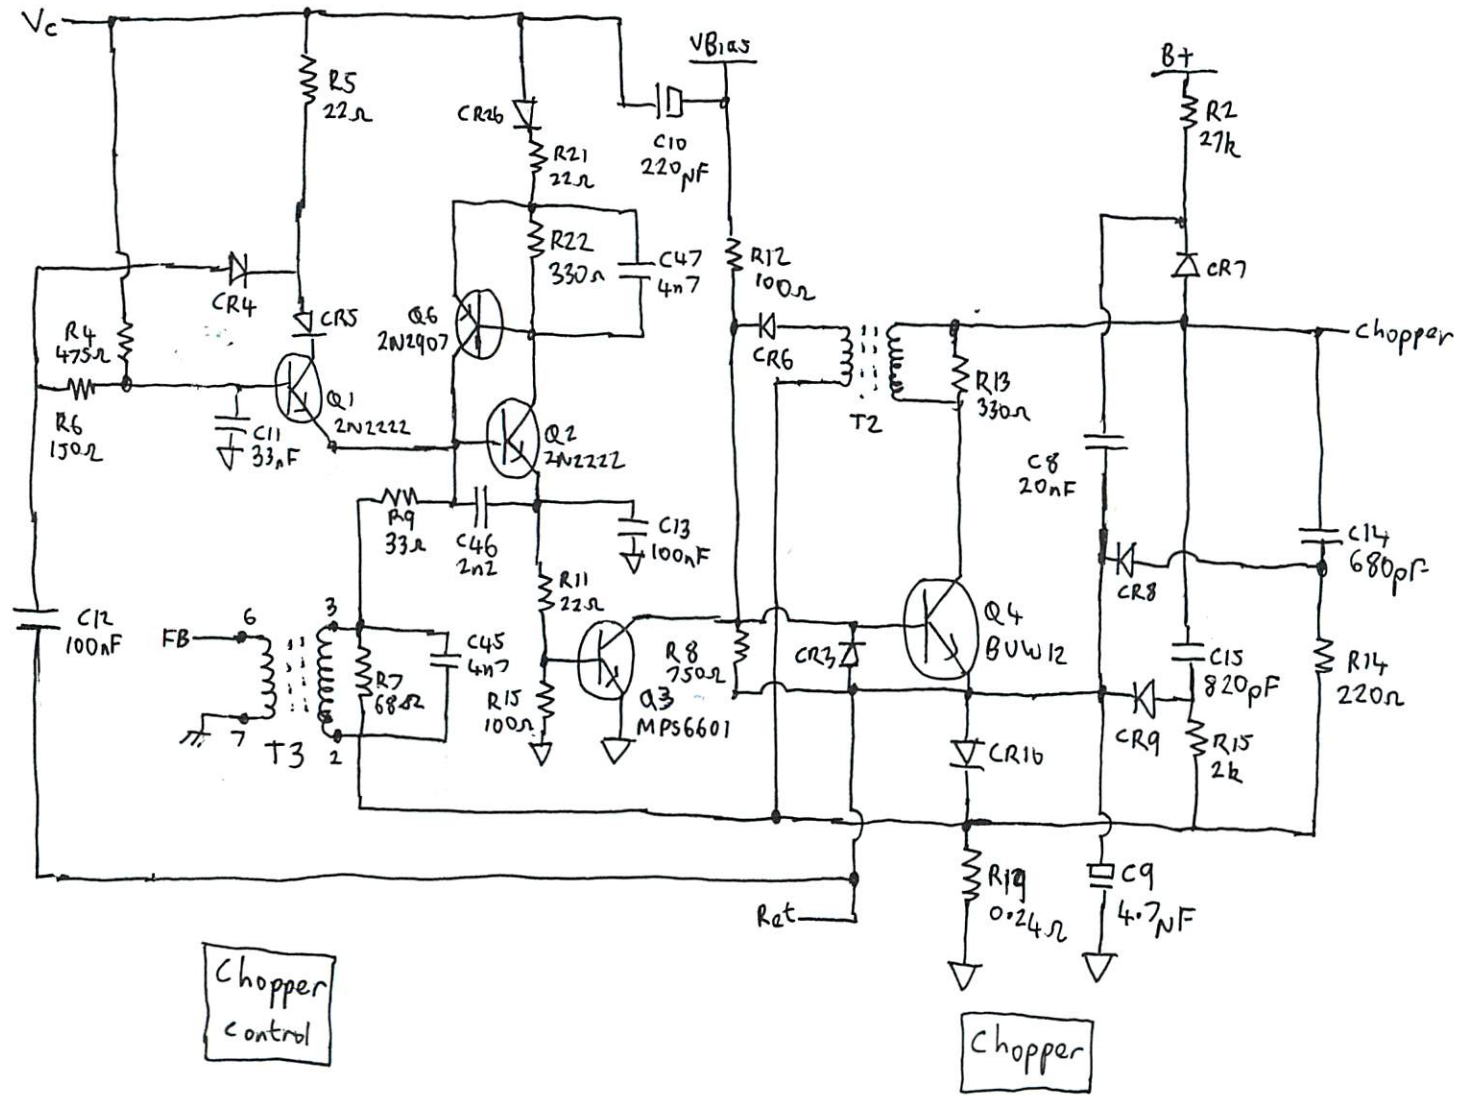 Vc
R5
22Ω
CR26
R21
22Ω
C10
220μF
VBias
B+
R2
27k
R12
100Ω
R22
330Ω
C47
4n7
CR7
CR4
CR5
Q6
2N2907
CR6
Chopper
R4
475Ω
R6
150Ω
C11
33nF
Q1
2N2222
Q2
2N2222
T2
R13
330Ω
C8
20nF
R9
33Ω
C46
2n2
C13
100nF
C14
680pF
CR8
C12
100nF
FB
6
7
T3
3
2
R7
68Ω
C45
4n7
R11
22Ω
R15
100Ω
Q3
MPS6601
R8
750Ω
CR3
Q4
BUW12
C15
820pF
R14
220Ω
CR9
R15
2k
CR10
Ret
R19
0.24Ω
C9
4.7μF
Chopper
Control
Chopper